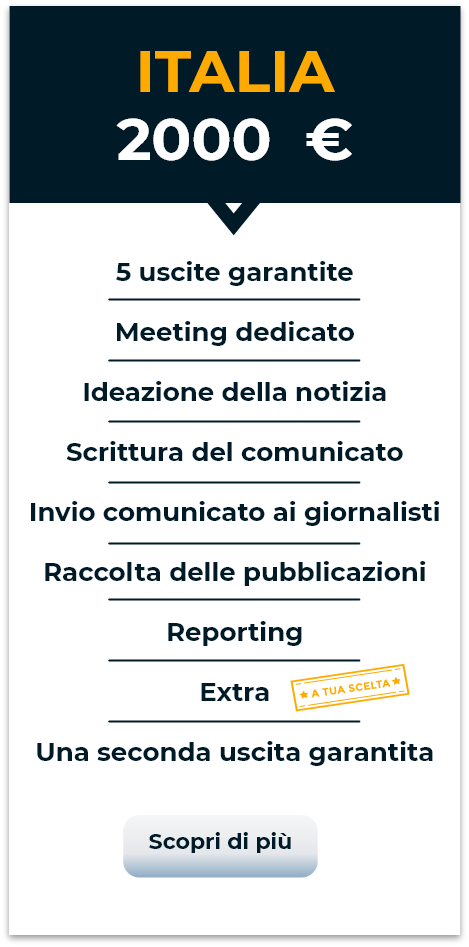 ITALIA
2000 €
5 uscite garantite
Meeting dedicato
Ideazione della notizia
Scrittura del comunicato
Invio comunicato ai giornalisti
Raccolta delle pubblicazioni
Reporting
Extra
A TUA SCELTA
Una seconda uscita garantita
Scopri di più